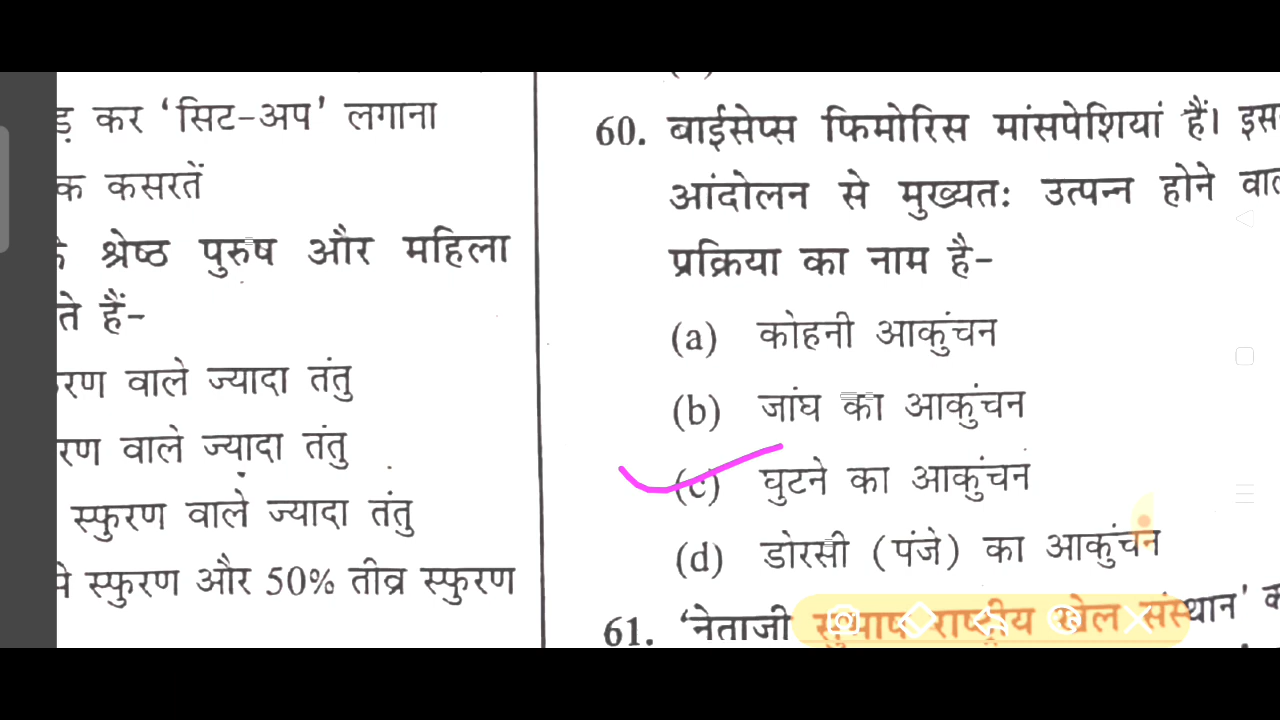 कर 'सिट-अप' लगाना
क कसरतें
श्रेष्ठ पुरुष और महिला
ते हैं-
रण वाले ज्यादा तंतु
रण वाले ज्यादा तंतु
स्फुरण वाले ज्यादा तंतु
स्फुरण और 50% तीव्र स्फुरण
60. बाईसेप्स फिमोरिस मांसपेशियां हैं। इस
आंदोलन से मुख्यतः उत्पन्न होने वाल
प्रक्रिया का नाम है-
(a) कोहनी आकुंचन
(b) जांघ का आकुंचन
(c) घुटने का आकुंचन
(d) डोरसी (पंजे) का आकुंचन
61. 'नेताजी सुभाष राष्ट्रीय खेल संस्थान'